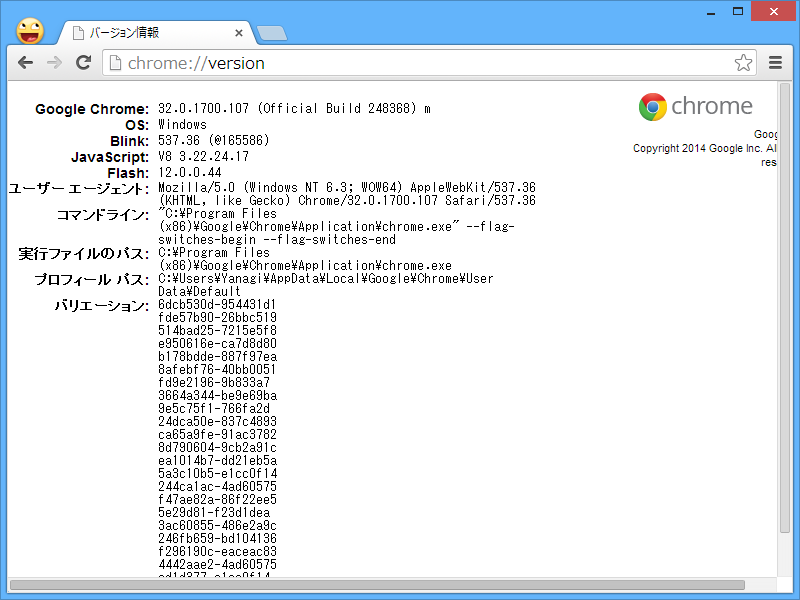 バージョン情報
chrome://version
chrome
Google Chrome: 32.0.1700.107 (Official Build 248368) m
OS: Windows
Blink: 537.36 (@165586)
JavaScript: V8 3.22.24.17
Flash: 12.0.0.44
Goog
Copyright 2014 Google Inc. Al
res
ユーザー エージェント: Mozilla/5.0 (Windows NT 6.3; WOW64) AppleWebKit/537.36
(KHTML, like Gecko) Chrome/32.0.1700.107 Safari/537.36
コマンドライン: "C:¥Program Files
(x86)¥Google¥Chrome¥Application¥chrome.exe" --flag-
switches-begin --flag-switches-end
実行ファイルのパス: C:¥Program Files
(x86)¥Google¥Chrome¥Application¥chrome.exe
プロフィール パス: C:¥Users¥Yanagi¥AppData¥Local¥Google¥Chrome¥User
Data¥Default
バリエーション: 6dcb530d-954431d1
fde57b90-26bbc519
514bad25-7215e5f8
e950616e-ca7d8d80
b178bdde-887f97ea
8afebf76-40bb0051
fd9e2196-9b833a7
3664a344-be9e69ba
9e5c75f1-766fa2d
24dca50e-837c4893
ca65a9fe-91ac3782
8d790604-9cb2a91c
ea1014b7-dd21eb5a
5a3c10b5-e1cc0f14
244ca1ac-4ad60575
f47ae82a-86f22ee5
5e29d81-f23d1dea
3ac60855-486e2a9c
246fb659-bd104136
f296190c-eaceac83
4442aae2-4ad60575